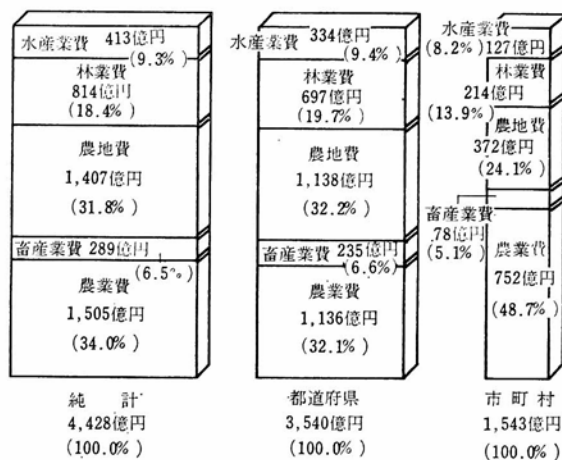 水産業費 413億円
(9.3%)
林業費
814億円
(18.4%)
農地費
1,407億円
(31.8%)
畜産業費 289億円
(6.5%)
農業費
1,505億円
(34.0%)
純 計
4,428億円
(100.0%)
水産業費 334億円
(9.4%)
林業費
697億円
(19.7%)
農地費
1,138億円
(32.2%)
畜産業費 235億円
(6.6%)
農業費
1,136億円
(32.1%)
都道府県
3,540億円
(100.0%)
水産業費
(8.2%)127億円
林業費
214億円
(13.9%)
農地費
372億円
(24.1%)
畜産業費
78億円
(5.1%)
農業費
752億円
(48.7%)
市町村
1,543億円
(100.0%)